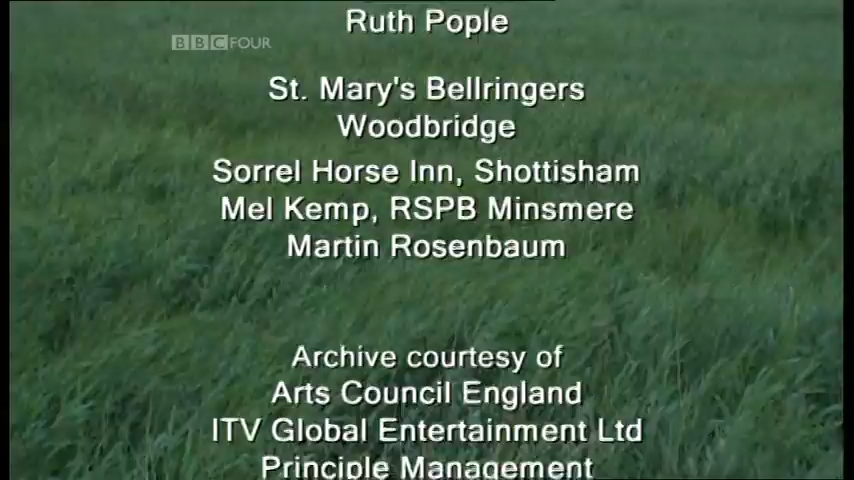 Ruth Pople
BBC FOUR
St. Mary's Bellringers
Woodbridge
Sorrel Horse Inn, Shottisham
Mel Kemp, RSPB Minsmere
Martin Rosenbaum
Archive courtesy of
Arts Council England
ITV Global Entertainment Ltd
Principle Management